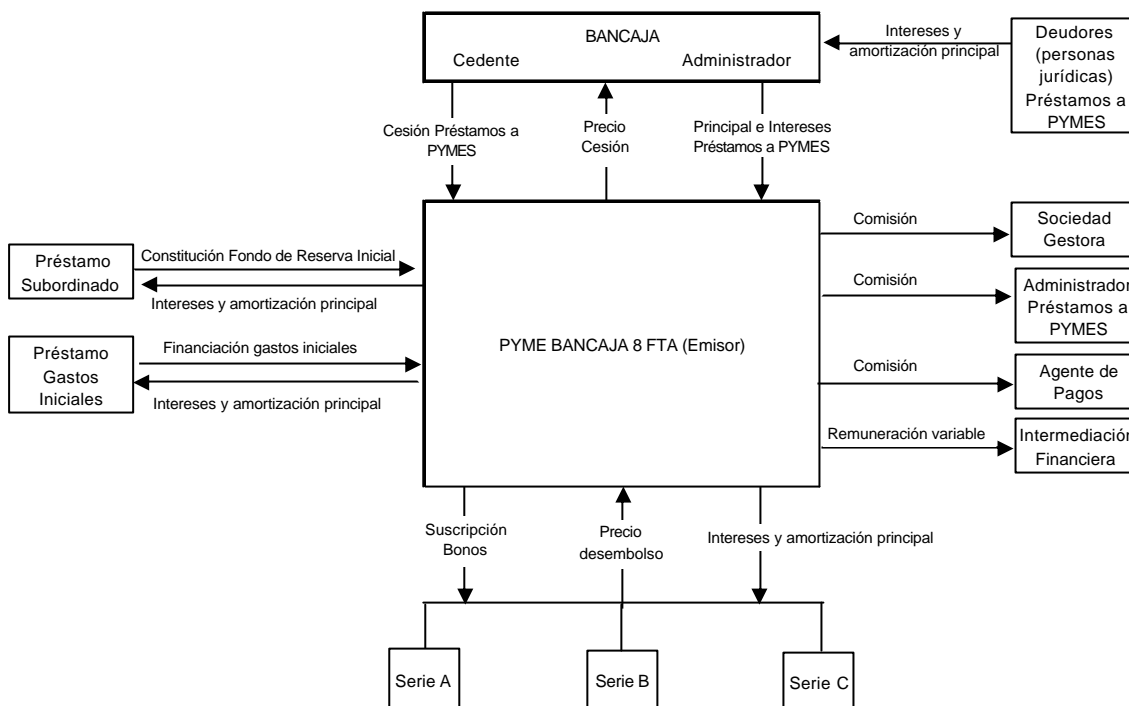 BANCAJA
Cedente
Administrador
Intereses y
amortización principal
Deudores
(personas
jurídicas)
Préstamos a
PYMES
Cesión Préstamos a
PYMES
Precio
Cesión
Principal e Intereses
Préstamos a PYMES
Préstamo
Subordinado
Constitución Fondo de Reserva Inicial
Intereses y amortización principal
Préstamo
Gastos
Iniciales
Financiación gastos iniciales
Intereses y amortización principal
PYME BANCAJA 8 FTA (Emisor)
Comisión
Sociedad
Gestora
Comisión
Administrador
Préstamos a
PYMES
Comisión
Agente de
Pagos
Remuneración variable
Intermediación
Financiera
Suscripción
Bonos
Precio
desembolso
Intereses y amortización principal
Serie A
Serie B
Serie C